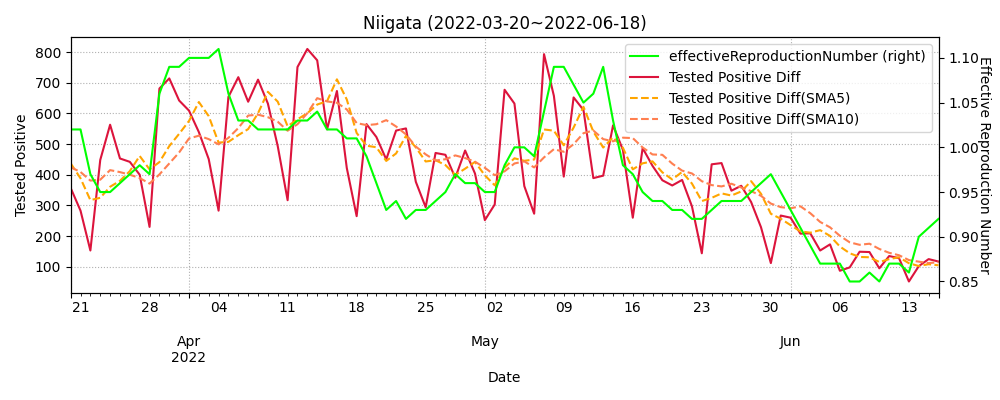 Niigata (2022-03-20~2022-06-18)
effectiveReproductionNumber (right)
Tested Positive Diff
Tested Positive Diff(SMA5)
Tested Positive Diff(SMA10)
Tested Positive
800
700
600
500
400
300
200
100
1.10
1.05
1.00
0.95
0.90
0.85
Effective Reproduction Number
21 28 04 11 18 25 02 09 16 23 30 06 13
Apr May Jun
2022
Date